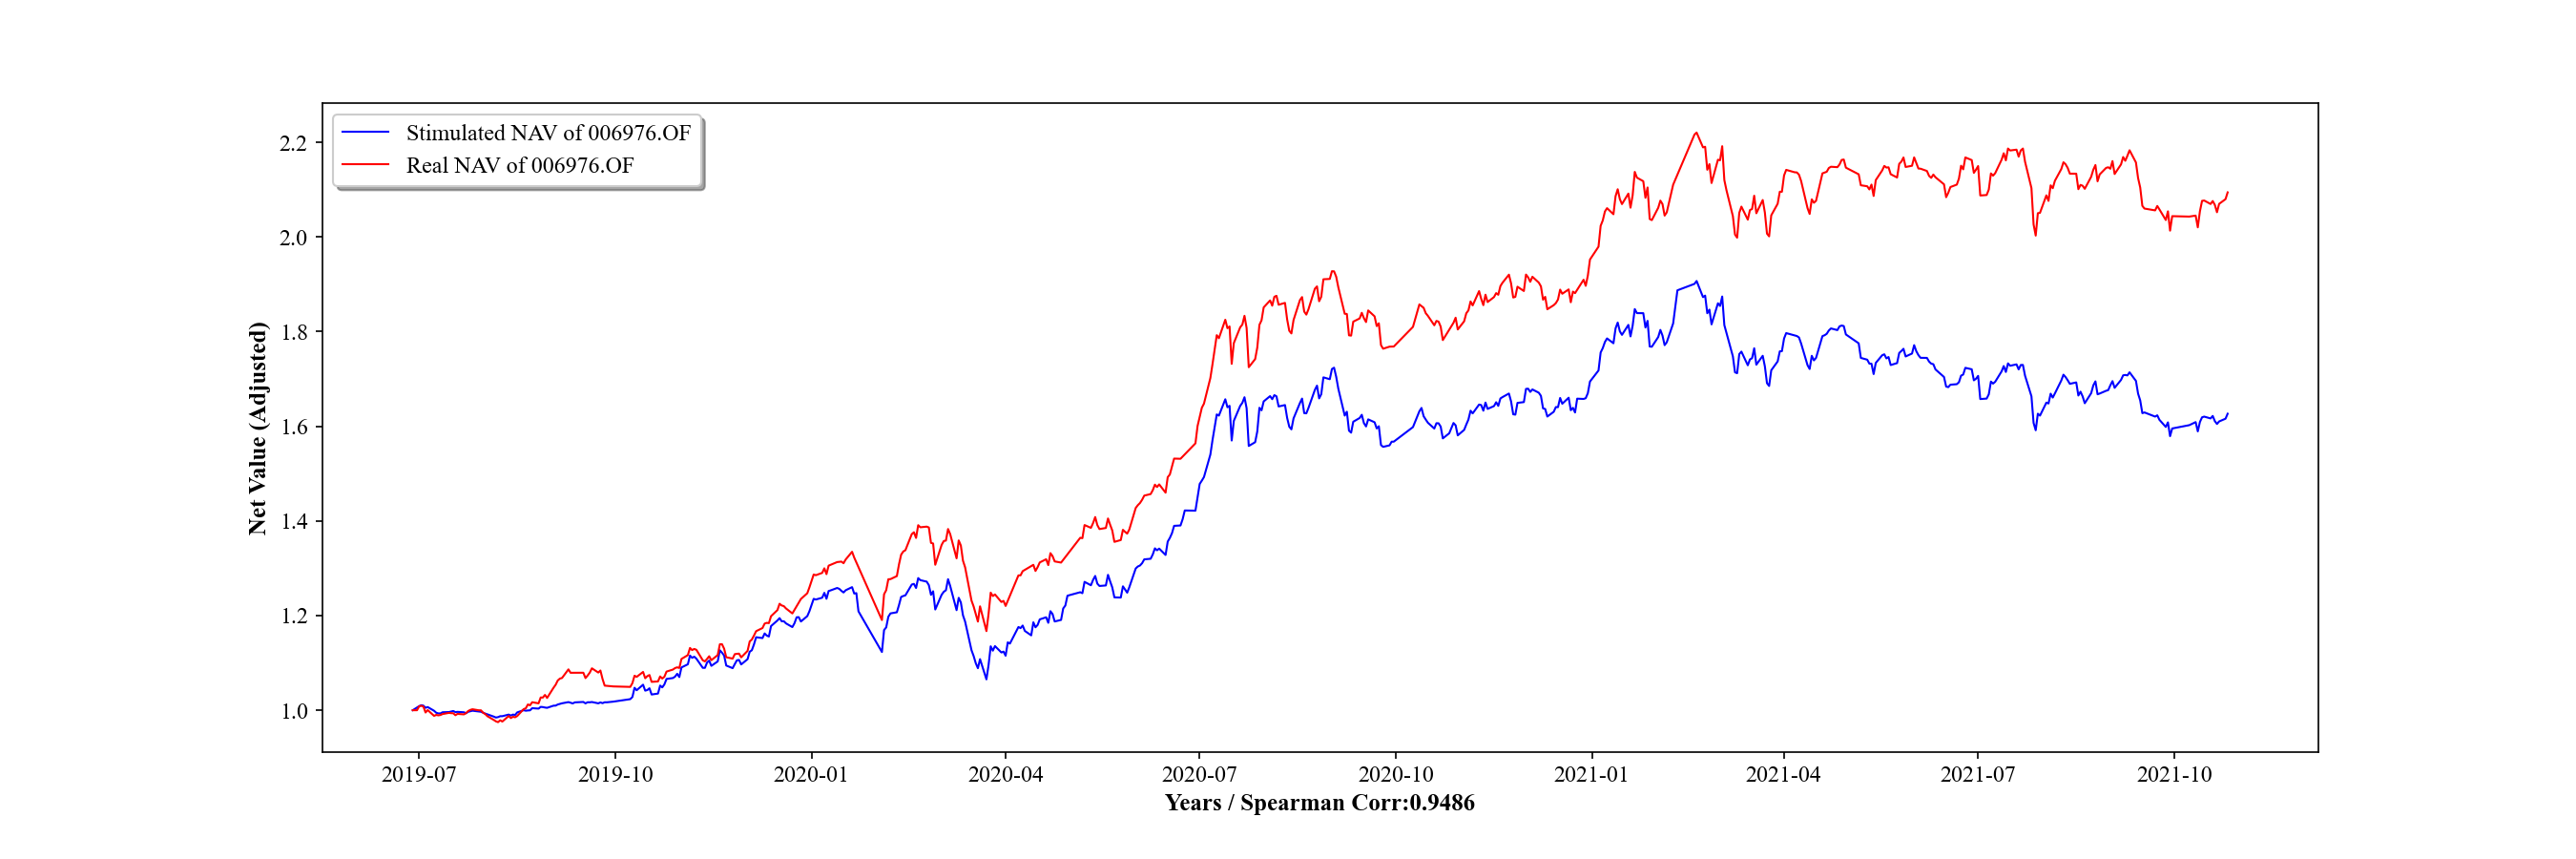 Stimulated NAV of 006976.OF
Real NAV of 006976.OF
Net Value (Adjusted)
2.2
2.0
1.8
1.6
1.4
1.2
1.0
2019-07 2019-10 2020-01 2020-04 2020-07 2020-10 2021-01 2021-04 2021-07 2021-10
Years / Spearman Corr:0.9486